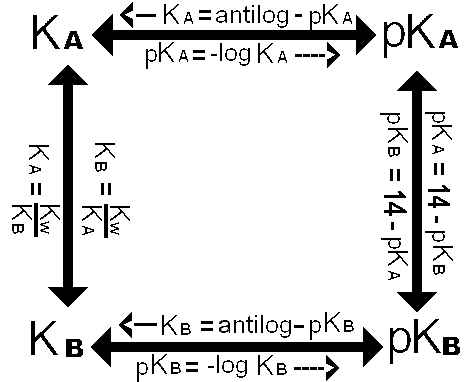 <--- KA = antilog - pKA
KA pKA
pKA = -log KA ---->
KA = Kw/KB
KB = Kw/KA
pKA = 14 - pKB
pKB = 14 - pKA
<--- KB = antilog - pKB
KB pKB
pKB = -log KB ---->